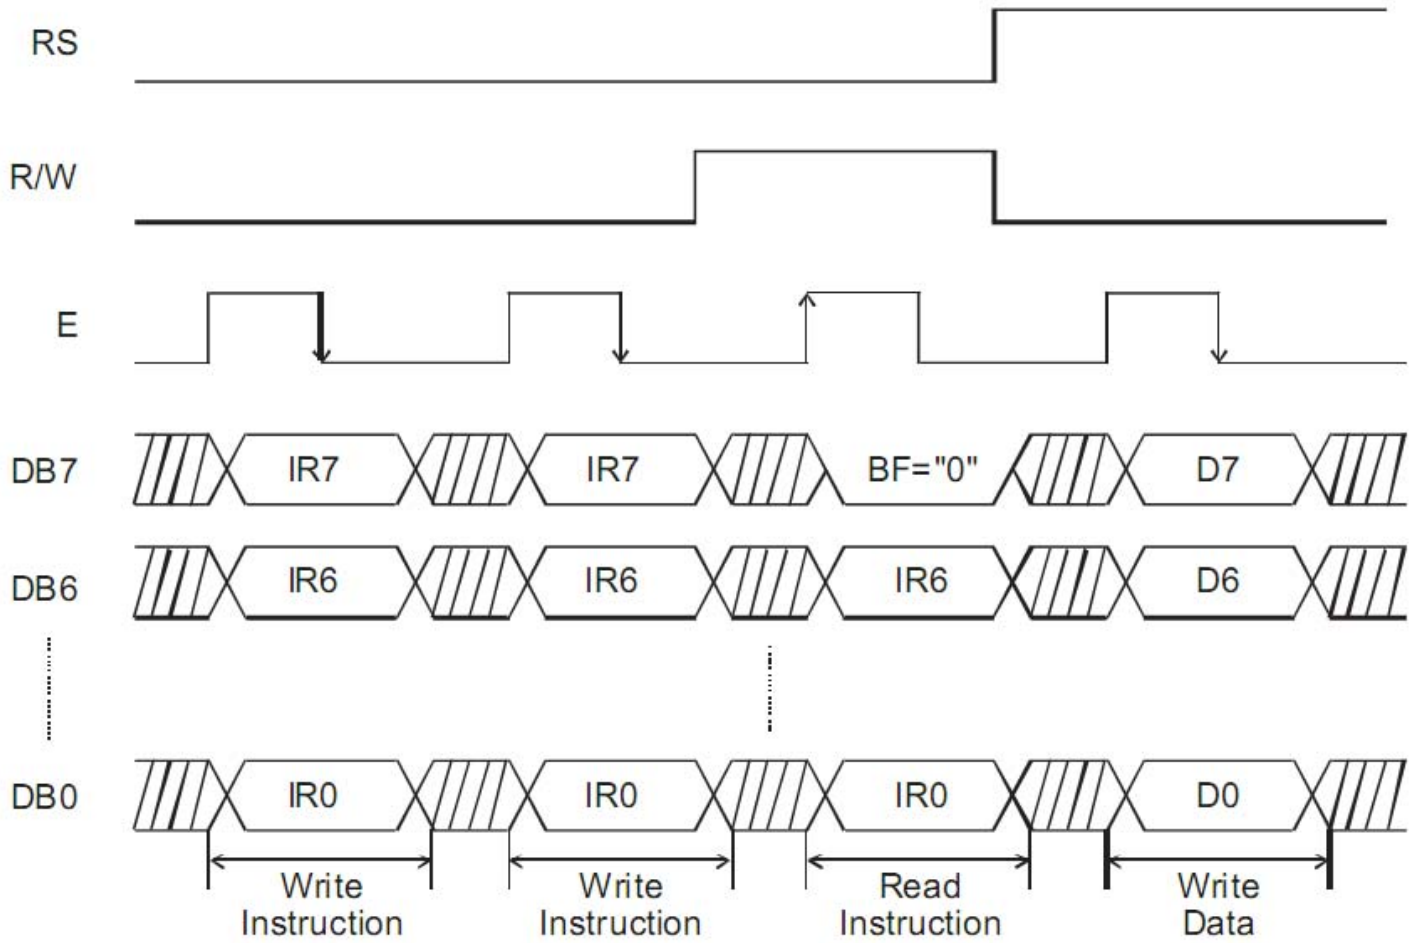 RS
R/W
E
DB7 IR7 IR7 BF="0" D7
DB6 IR6 IR6 IR6 D6
DB0 IR0 IR0 IR0 D0
Write Write Read Write
Instruction Instruction Instruction Data